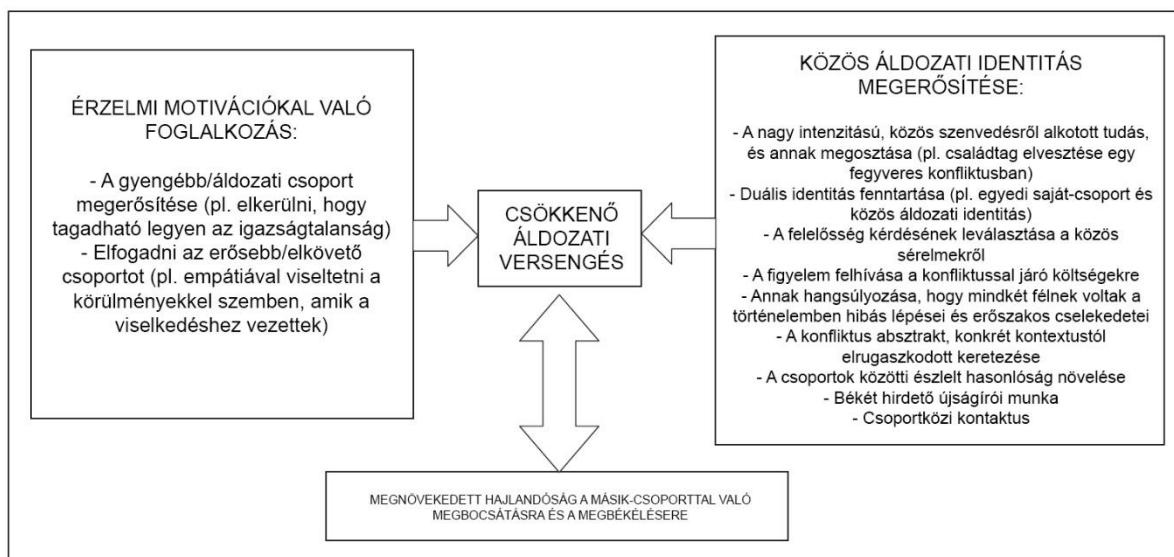 ÉRZELMI MOTIVÁCIÓKAL VALÓ
FOGLALKOZÁS:
- A gyengébb/áldozati csoport
megerősítése (pl. elkerülni, hogy
tagadható legyen az igazságtalanság)
- Elfogadni az erősebb/elkövető
csoportot (pl. empátiával viseltetni a
körülményekkel szemben, amik a
viselkedéshez vezettek)
CSÖKKENŐ
ÁLDOZATI
VERSENGÉS
KÖZÖS ÁLDOZATI IDENTITÁS
MEGERŐSÍTÉSE:
- A nagy intenzitású, közös szenvedésről alkotott tudás,
és annak megosztása (pl. családtag elvesztése egy
fegyveres konfliktusban)
- Duális identitás fenntartása (pl. egyedi saját-csoport és
közös áldozati identitás)
- A felelősség kérdésének leválasztása a közös
sérelmekről
- A figyelem felhívása a konfliktussal járó költségekre
- Annak hangsúlyozása, hogy mindkét félnek voltak a
történelemben hibás lépései és erőszakos cselekedetei
- A konfliktus absztrakt, konkrét kontextustól
elrugaszkodott keretezése
- A csoportok közötti észlelt hasonlóság növelése
- Békét hirdető újságírói munka
- Csoportközi kontaktus
MEGNÖVEKEDETT HAJLANDÓSÁG A MÁSIK-CSOPORTTAL VALÓ
MEGBOCSÁTÁSRA ÉS A MEGBÉKÉLÉSERE